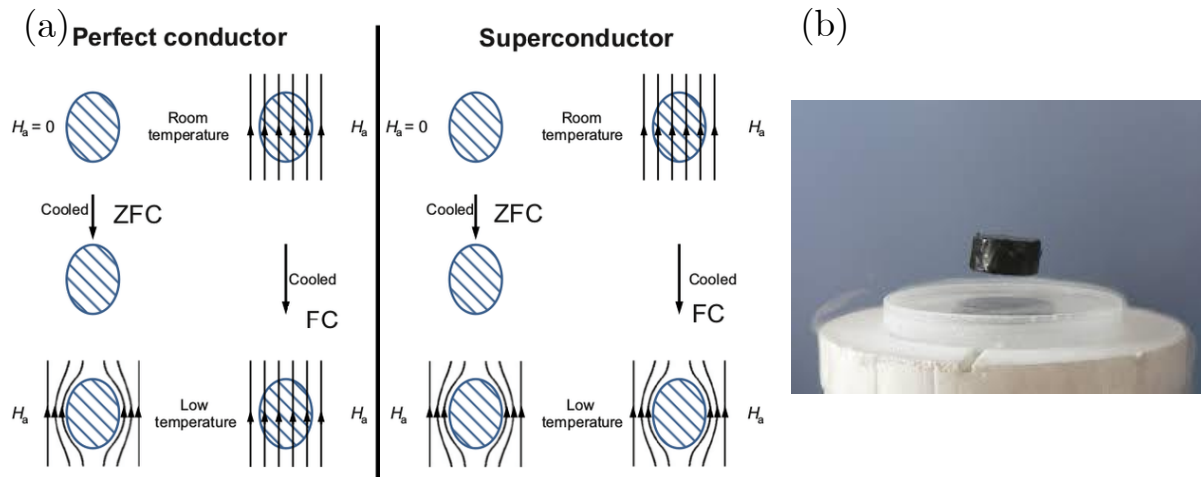 (a) Perfect conductor
Superconductor
(b)
Hₐ = 0
Room
temperature
Hₐ
Hₐ = 0
Room
temperature
Hₐ
Cooled
ZFC
Cooled
ZFC
Cooled
FC
Cooled
FC
Hₐ
Low
temperature
Hₐ
Hₐ
Low
temperature
Hₐ